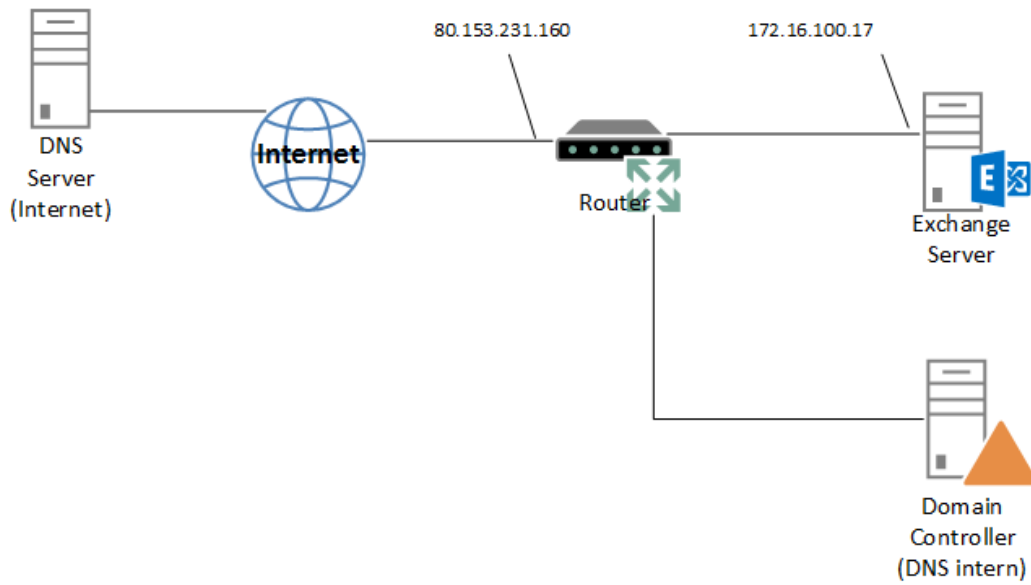 80.153.231.160
172.16.100.17
DNS
Server
(Internet)
Internet
Router
E
Exchange
Server
Domain
Controller
(DNS intern)